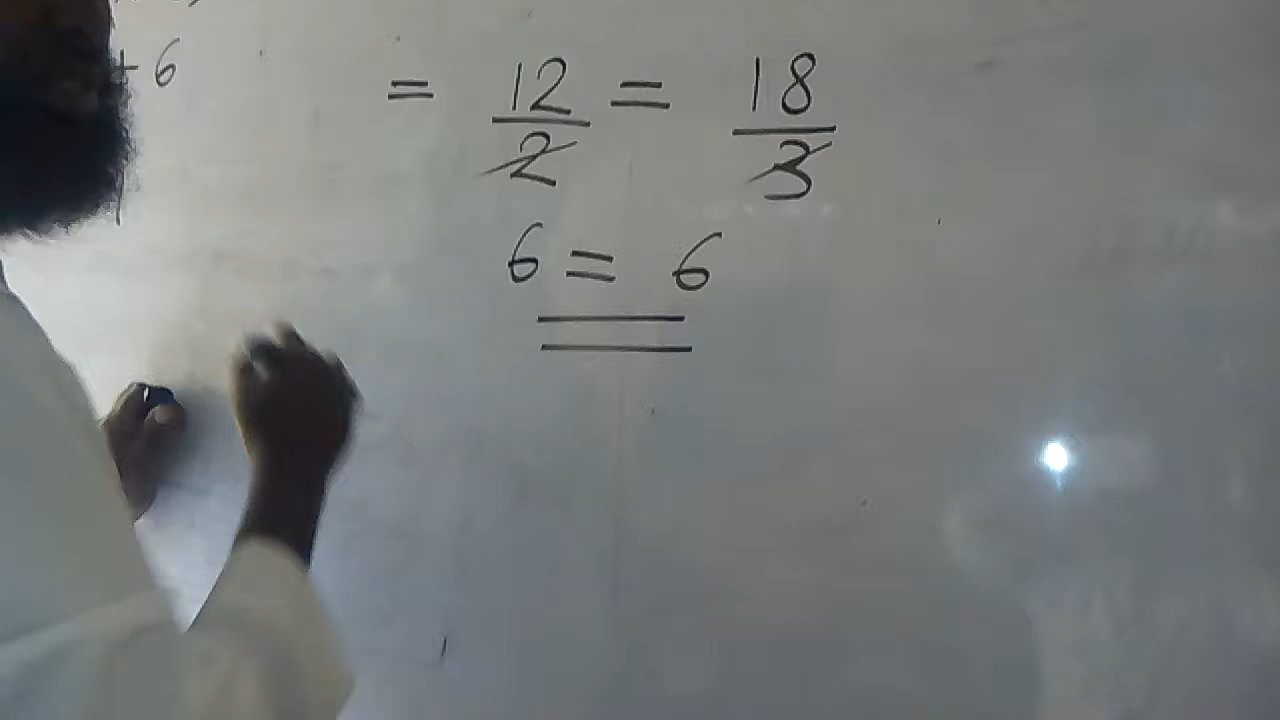 + 6
= 12/2 = 18/3
6 = 6